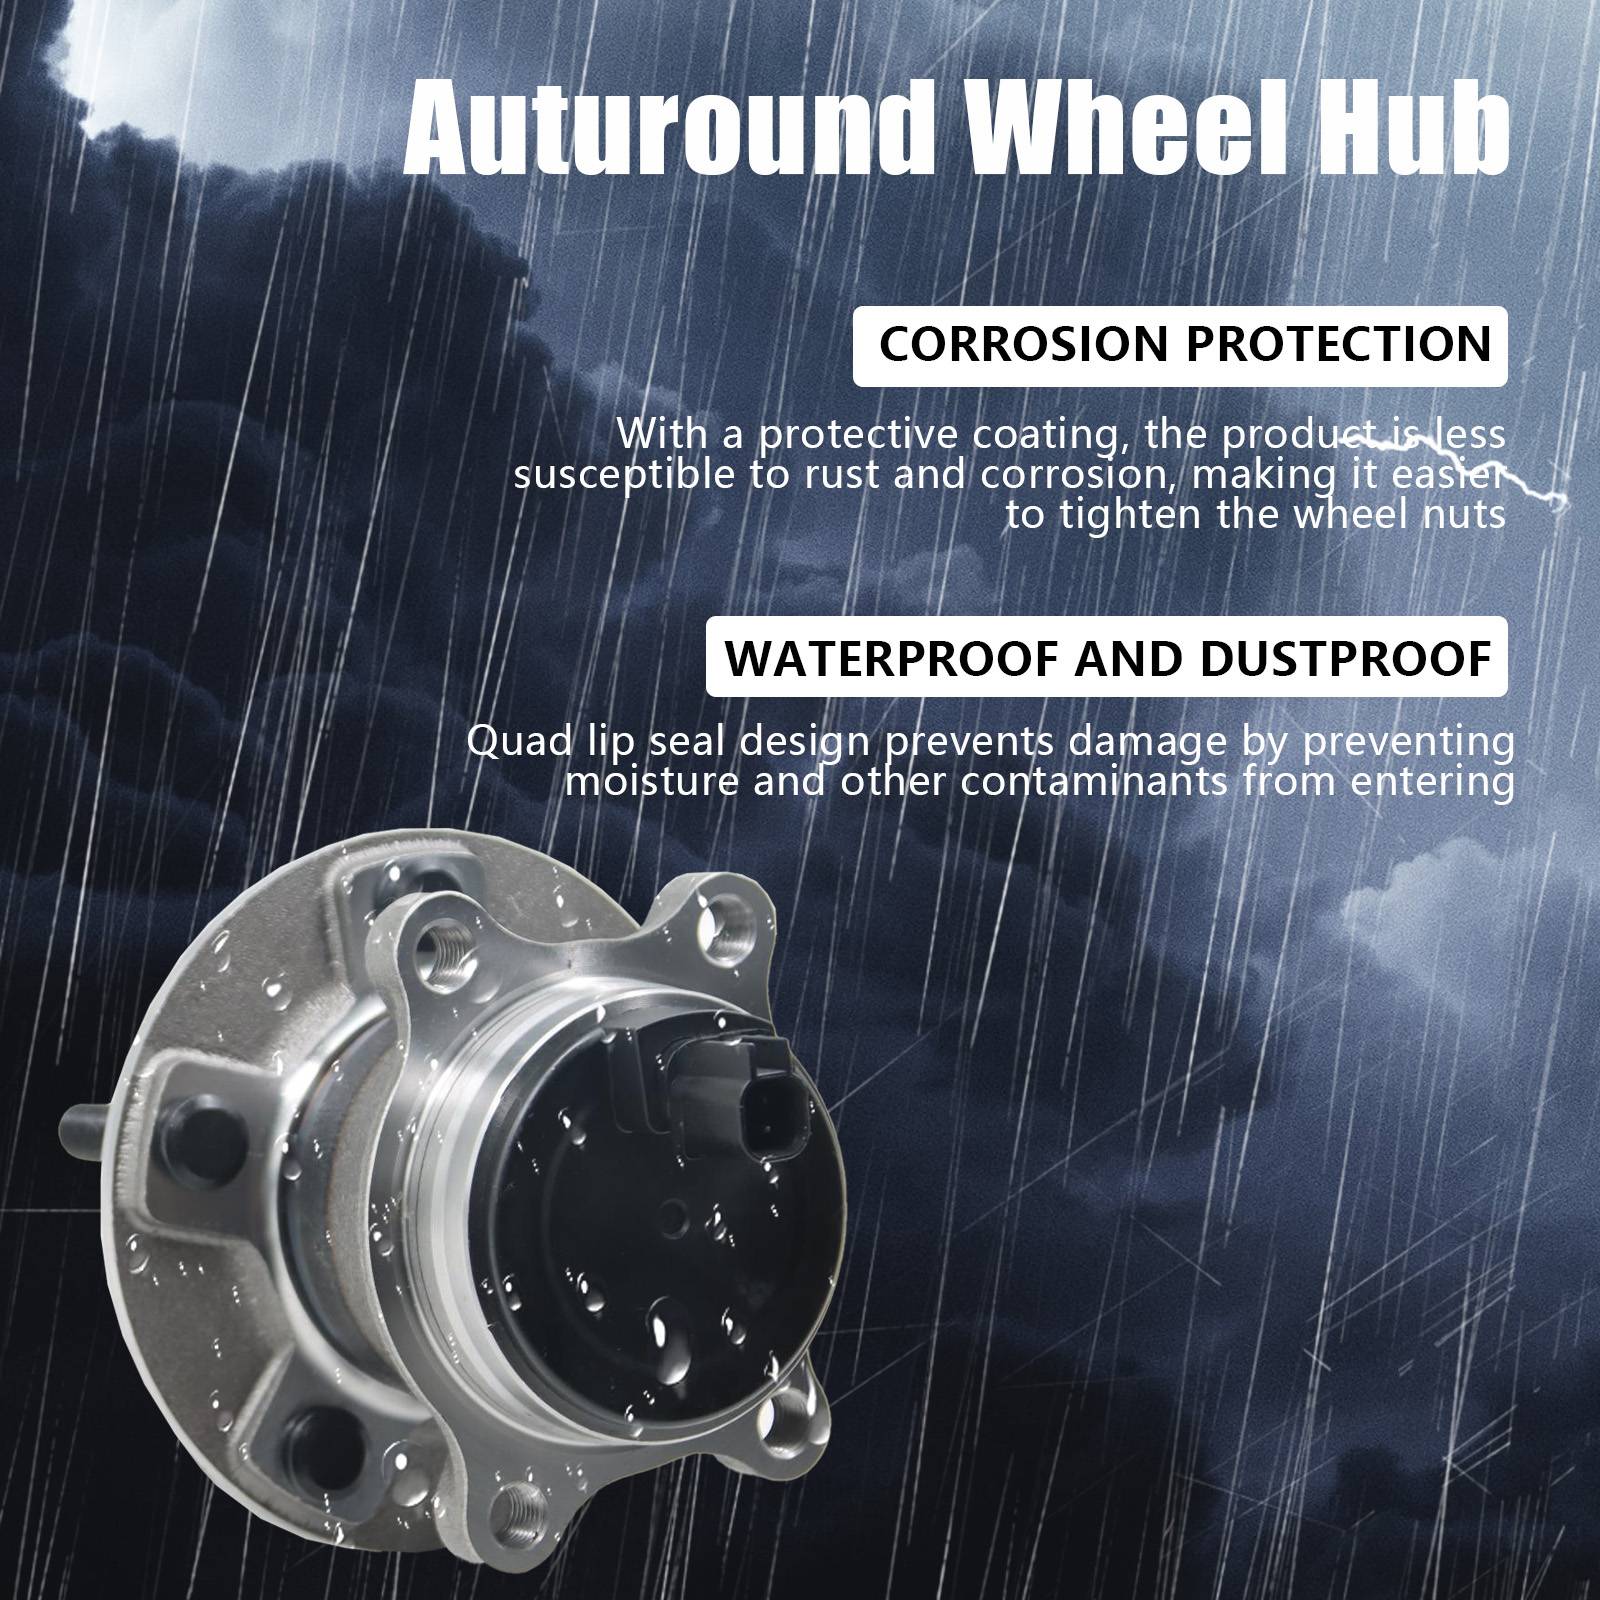 Auturound Wheel Hub
CORROSION PROTECTION
With a protective coating, the product is less
susceptible to rust and corrosion, making it easier
to tighten the wheel nuts
WATERPROOF AND DUSTPROOF
Quad lip seal design prevents damage by preventing
moisture and other contaminants from entering